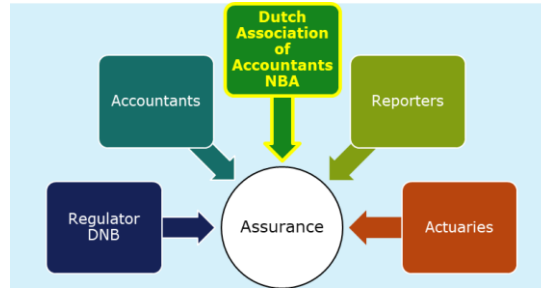 Dutch
Association
of
Accountants
NBA
Accountants
Reporters
Regulator
DNB
Assurance
Actuaries